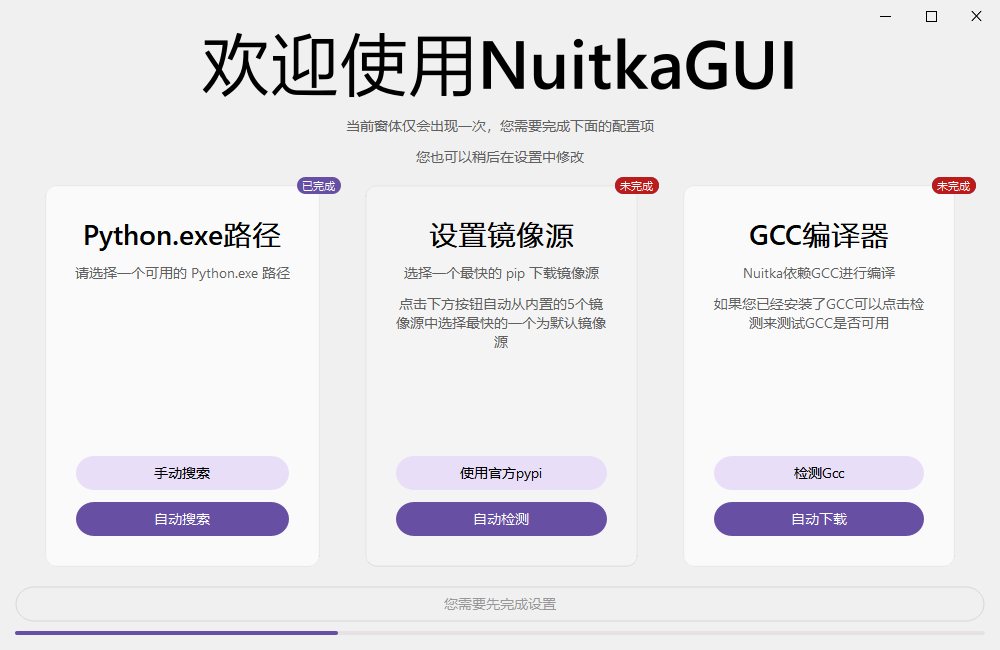 欢迎使用NuitkaGUI
当前窗体仅会出现一次，您需要完成下面的配置项
您也可以稍后在设置中修改
已完成
Python.exe路径
请选择一个可用的 Python.exe 路径
手动搜索
自动搜索
未完成
设置镜像源
选择一个最快的 pip 下载镜像源
点击下方按钮自动从内置的5个镜
像源中选择最快的一个为默认镜像
源
使用官方pypi
自动检测
未完成
GCC编译器
Nuitka依赖GCC进行编译
如果您已经安装了GCC可以点击检
测来测试GCC是否可用
检测Gcc
自动下载
您需要先完成设置